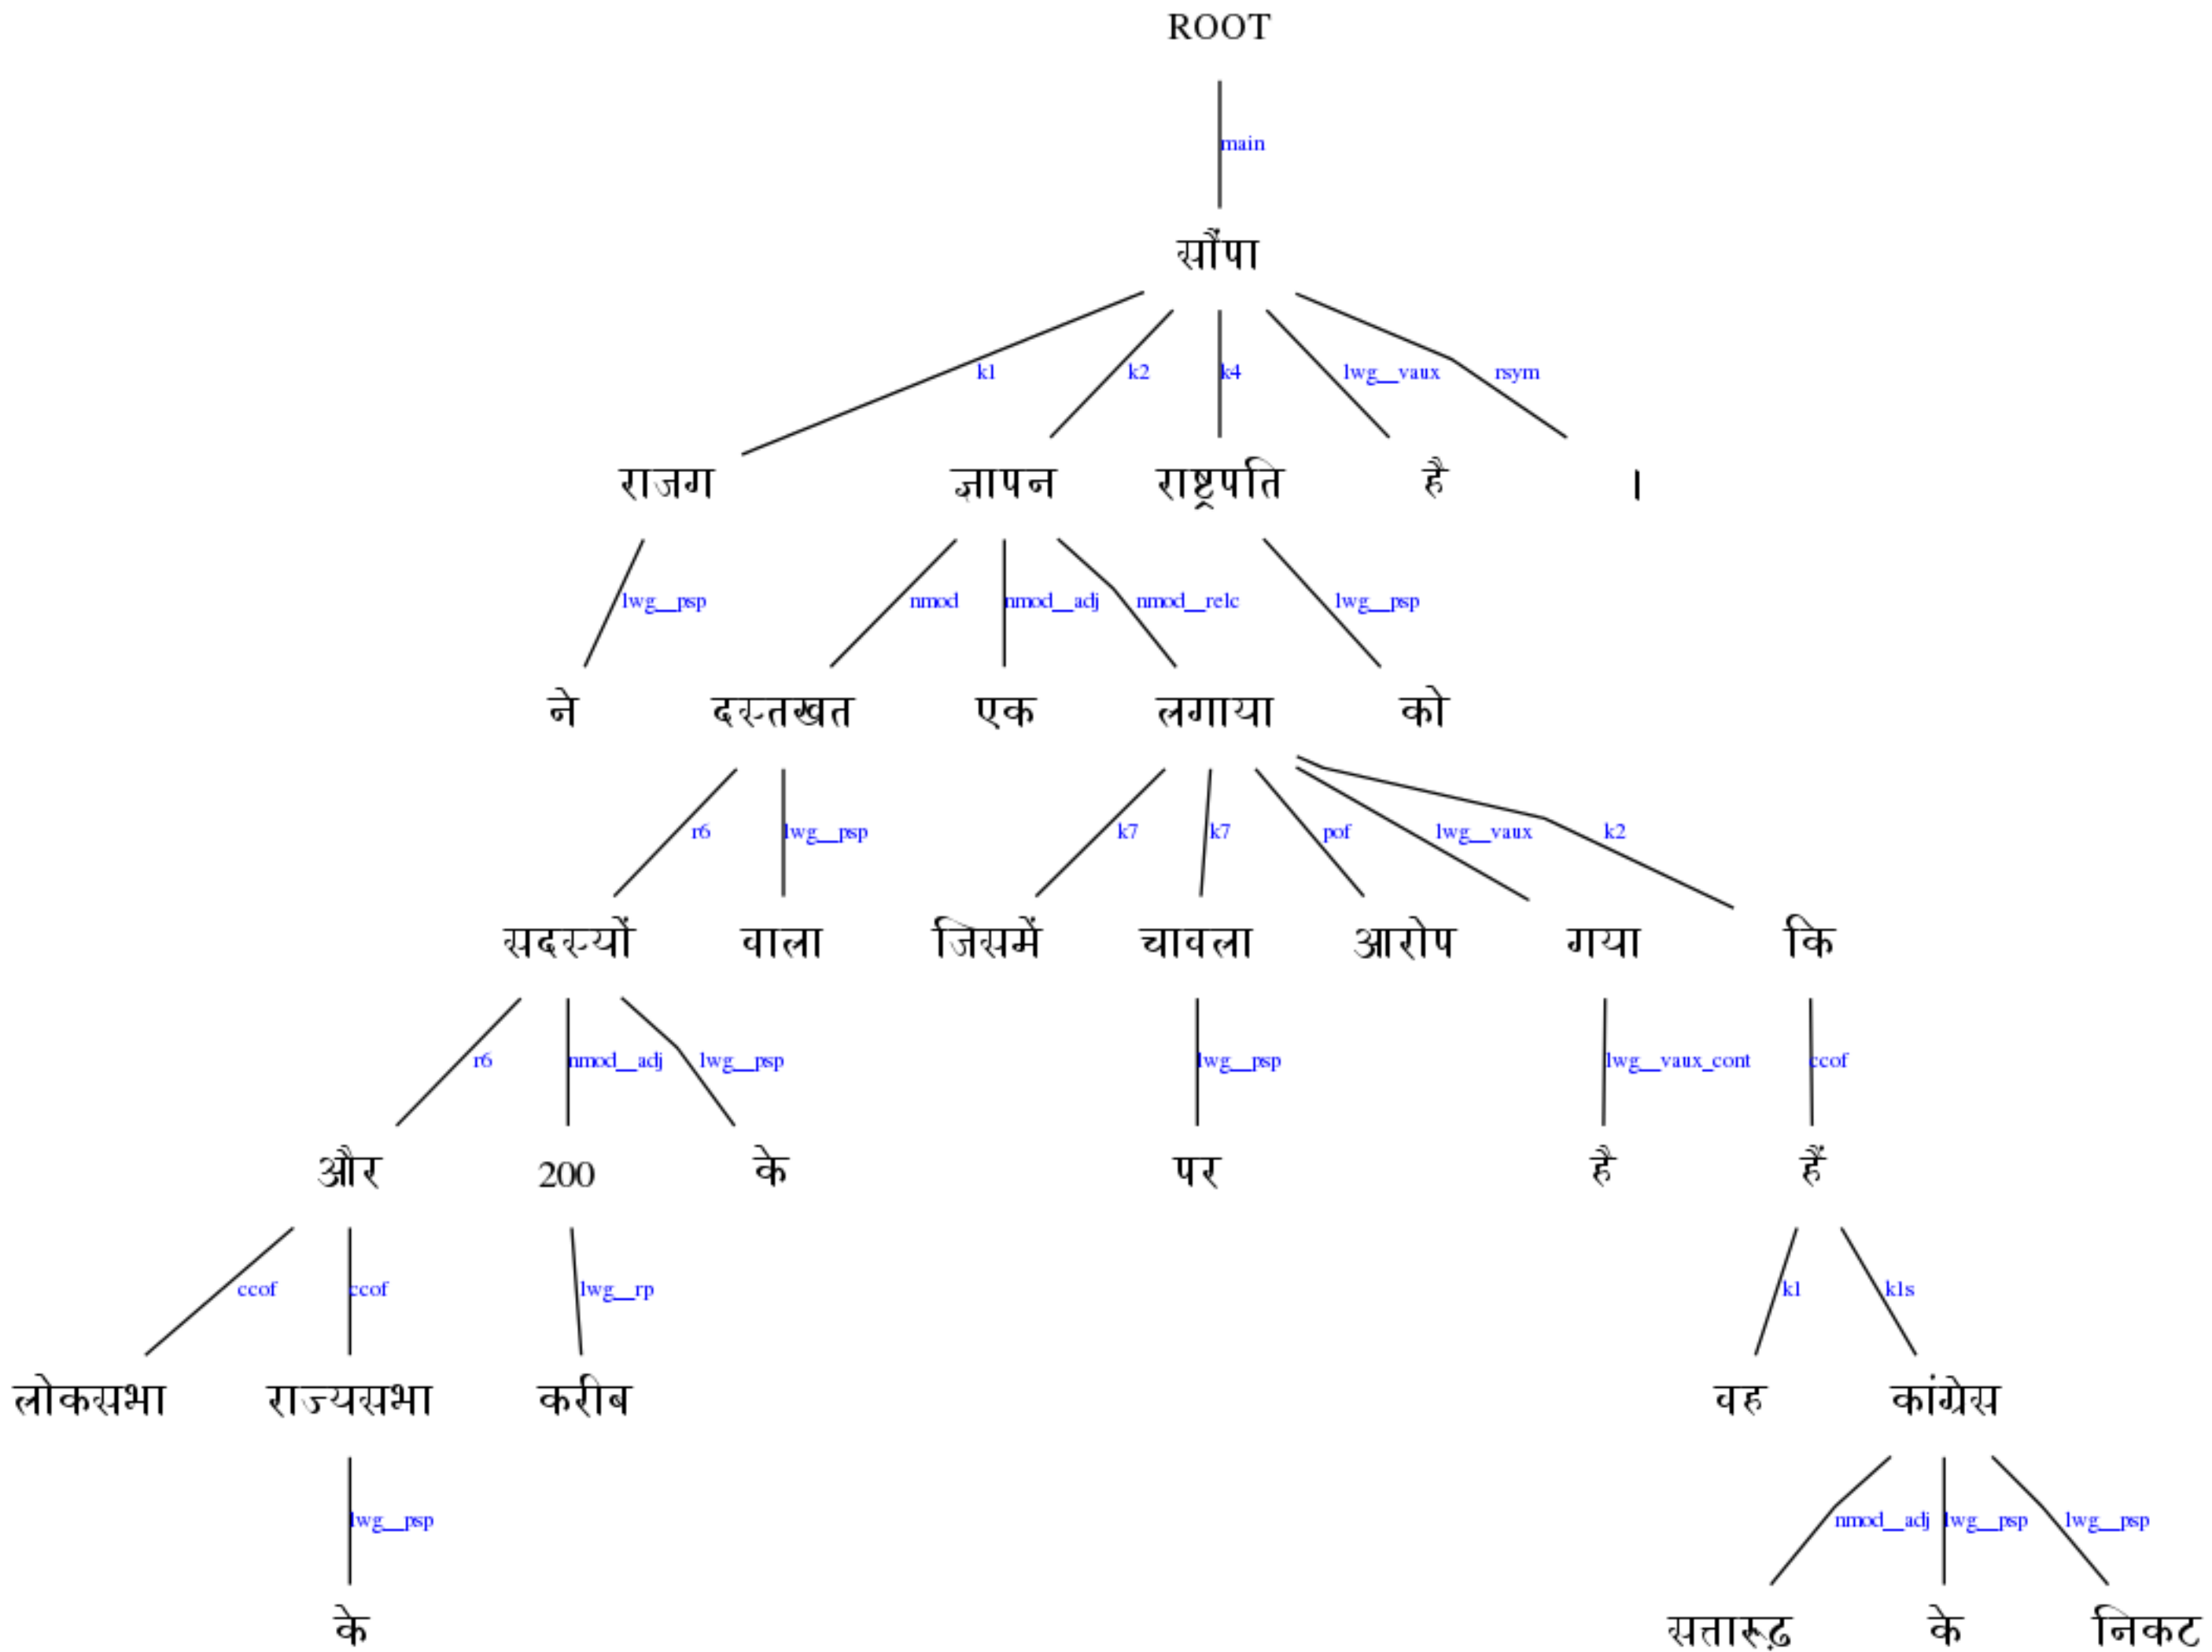 ROOT
main
सौंपा
k1 k2 k4 lwg__vaux rsym
राजग ज्ञापन राष्ट्रपति है ।
lwg__psp nmod nmod__adj nmod__relc lwg__psp
ने दस्तखत एक लगाया को
r6 lwg__psp k7 k7 pof lwg__vaux k2
सदस्यों वाला जिसमें चावला आरोप गया कि
r6 nmod__adj lwg__psp lwg__psp lwg__vaux_cont ccof
और 200 के पर है हैं
ccof ccof lwg__rp k1 k1s
लोकसभा राज्यसभा करीब वह कांग्रेस
lwg__psp nmod__adj lwg__psp lwg__psp
के सत्तारूढ़ के निकट